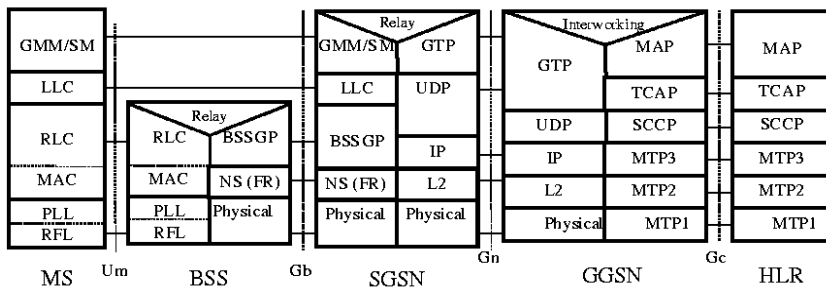 GMM/SM
LLC
RLC
MAC
PLL
RFL
MS
Um
Relay
RLC
BSSGP
MAC
NS (FR)
PLL
Physical
RFL
BSS
Gb
Relay
GMM/SM
GTP
LLC
UDP
BSSGP
IP
NS (FR)
L2
Physical
Physical
SGSN
Gn
Interworking
GTP
MAP
TCAP
UDP
SCCP
IP
MTP3
L2
MTP2
Physical
MTP1
GGSN
Gc
MAP
TCAP
SCCP
MTP3
MTP2
MTP1
HLR